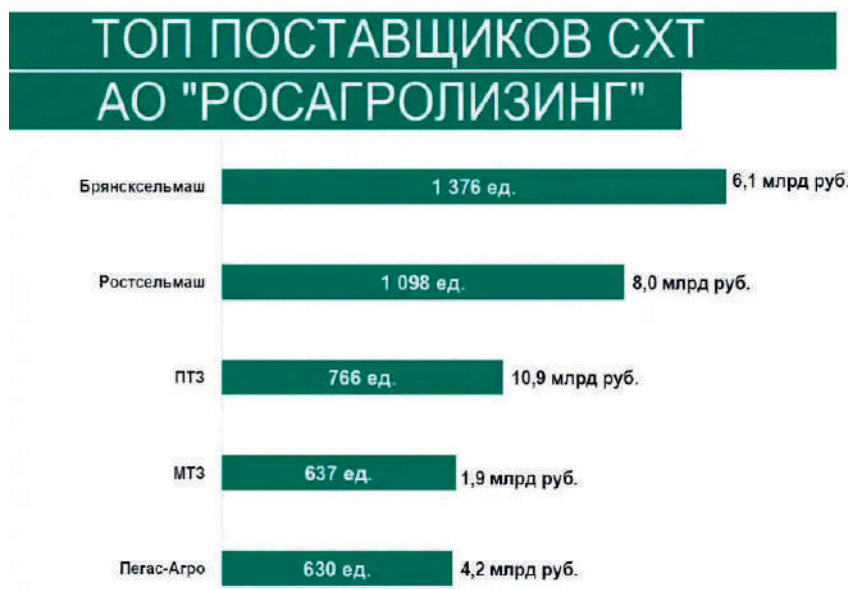 ТОП ПОСТАВЩИКОВ СХТ
АО "РОСАГРОЛИЗИНГ"
Брянсксельмаш 1 376 ед. 6,1 млрд руб.
Ростсельмаш 1 098 ед. 8,0 млрд руб.
ПТЗ 766 ед. 10,9 млрд руб.
МТЗ 637 ед. 1,9 млрд руб.
Пегас-Агро 630 ед. 4,2 млрд руб.